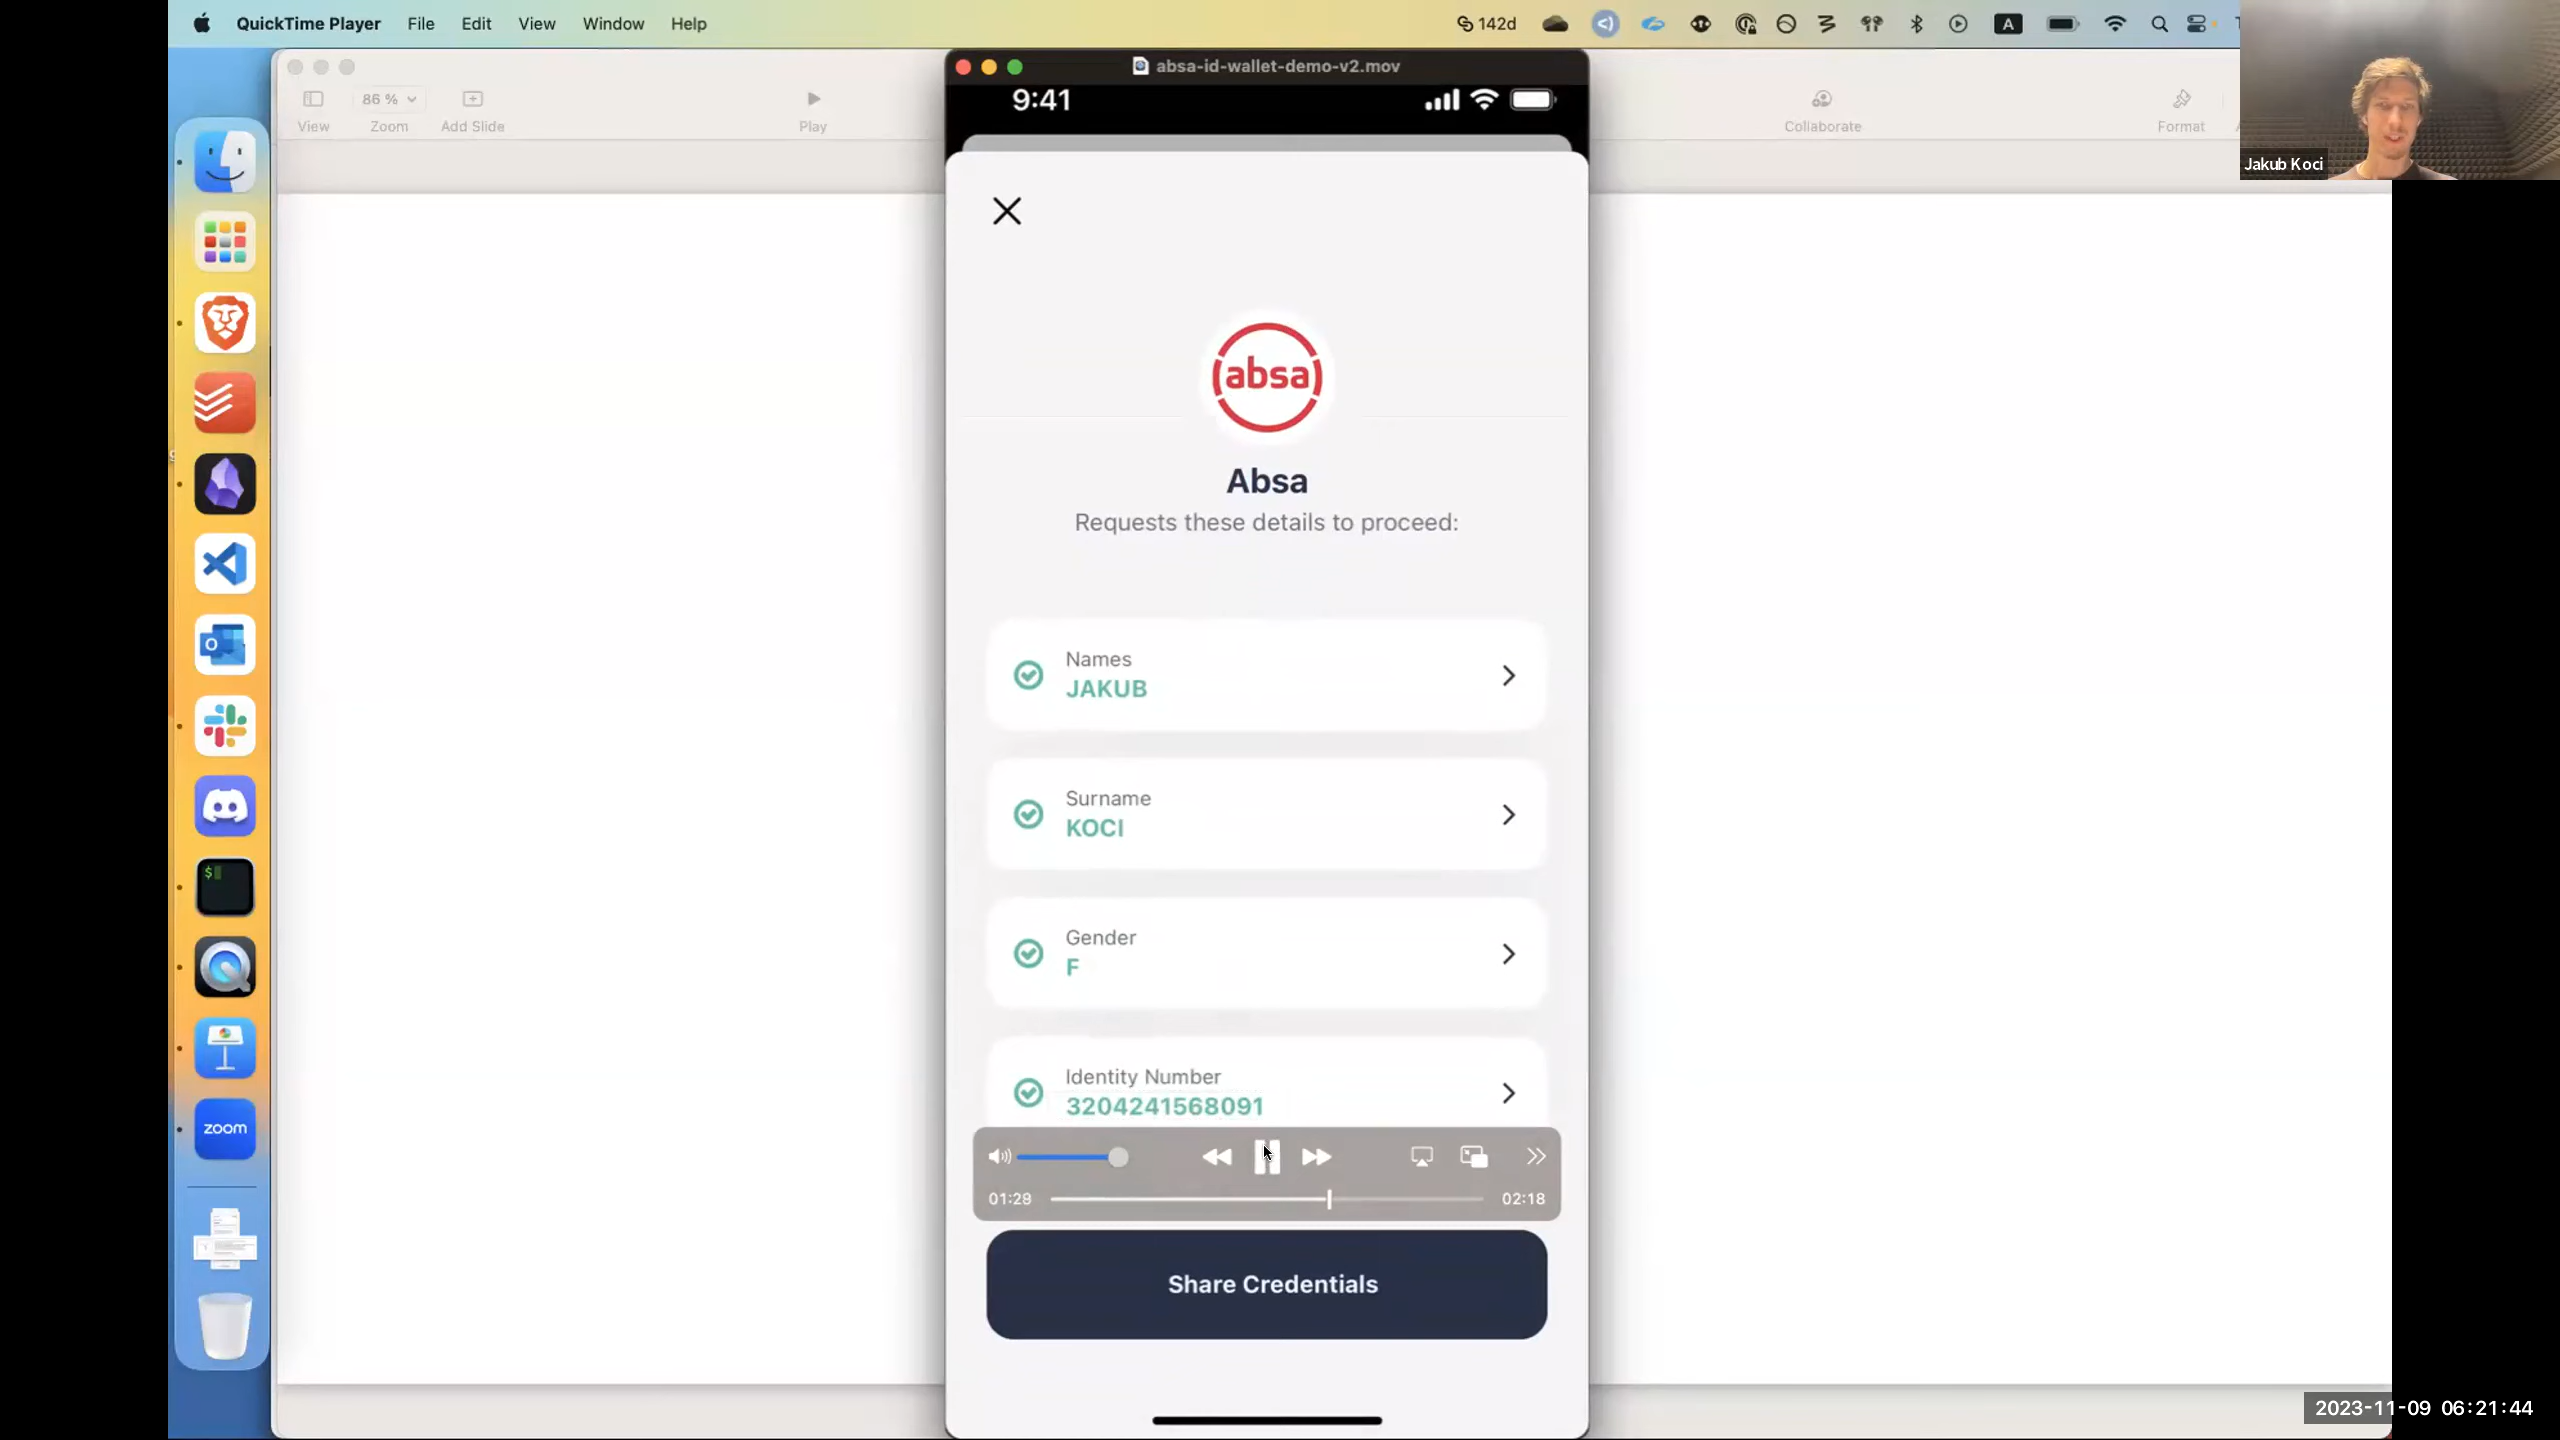 QuickTime Player File Edit View Window Help
142d
A
absa-id-wallet-demo-v2.mov
86 %
View Zoom Add Slide Play Collaborate Format
Jakub Koci
9:41
absa
Absa
Requests these details to proceed:
Names
JAKUB
Surname
KOCI
Gender
F
Identity Number
3204241568091
01:29 02:18
Share Credentials
$
zoom
2023-11-09 06:21:44